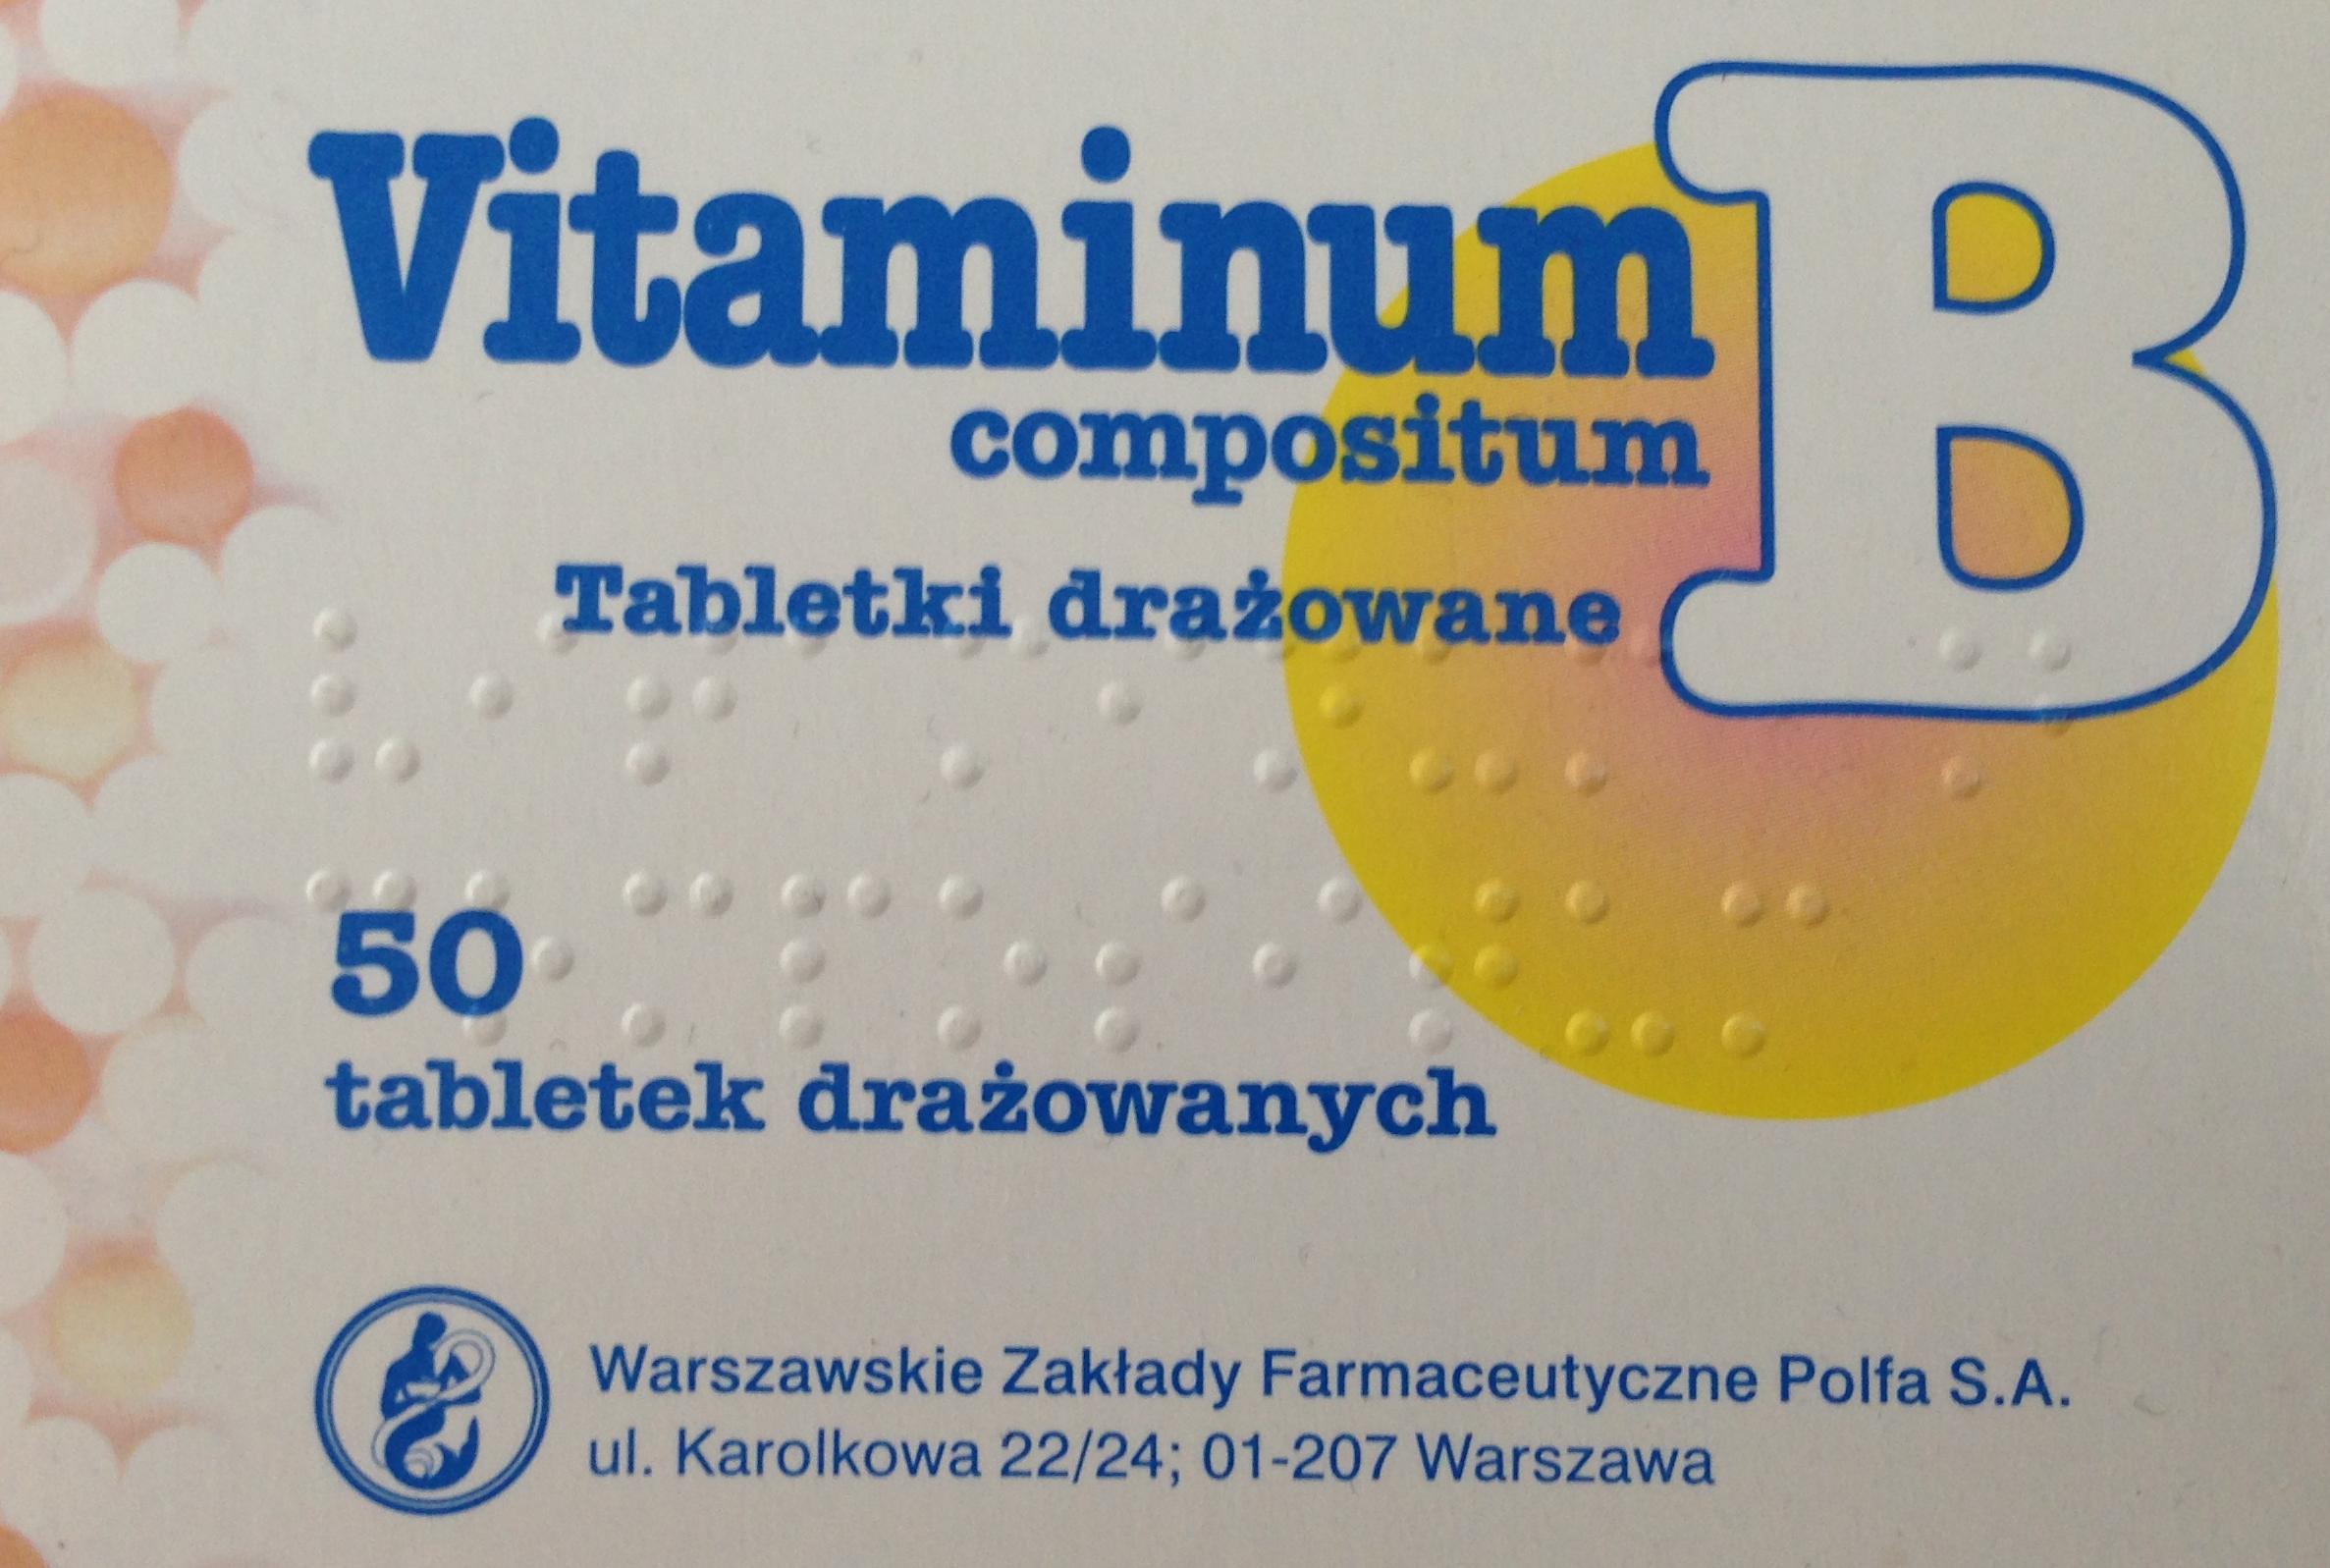 Vitaminum B
compositum
Tabletki drażowane
50
tabletek drażowanych
Warszawskie Zakłady Farmaceutyczne Polfa S.A.
ul. Karolkowa 22/24; 01-207 Warszawa